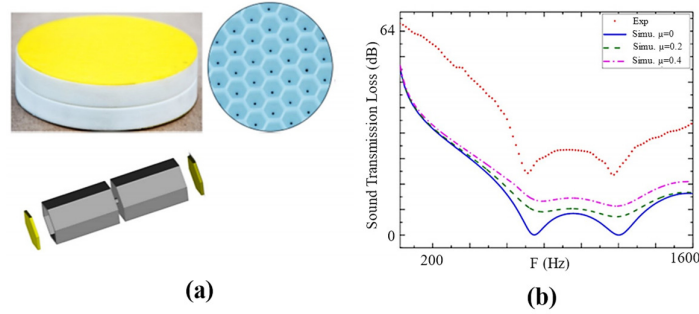 Sound Transmission Loss (dB)
64
0
Exp
Simu. μ=0
Simu. μ=0.2
Simu. μ=0.4
200
F (Hz)
1600
(a)
(b)